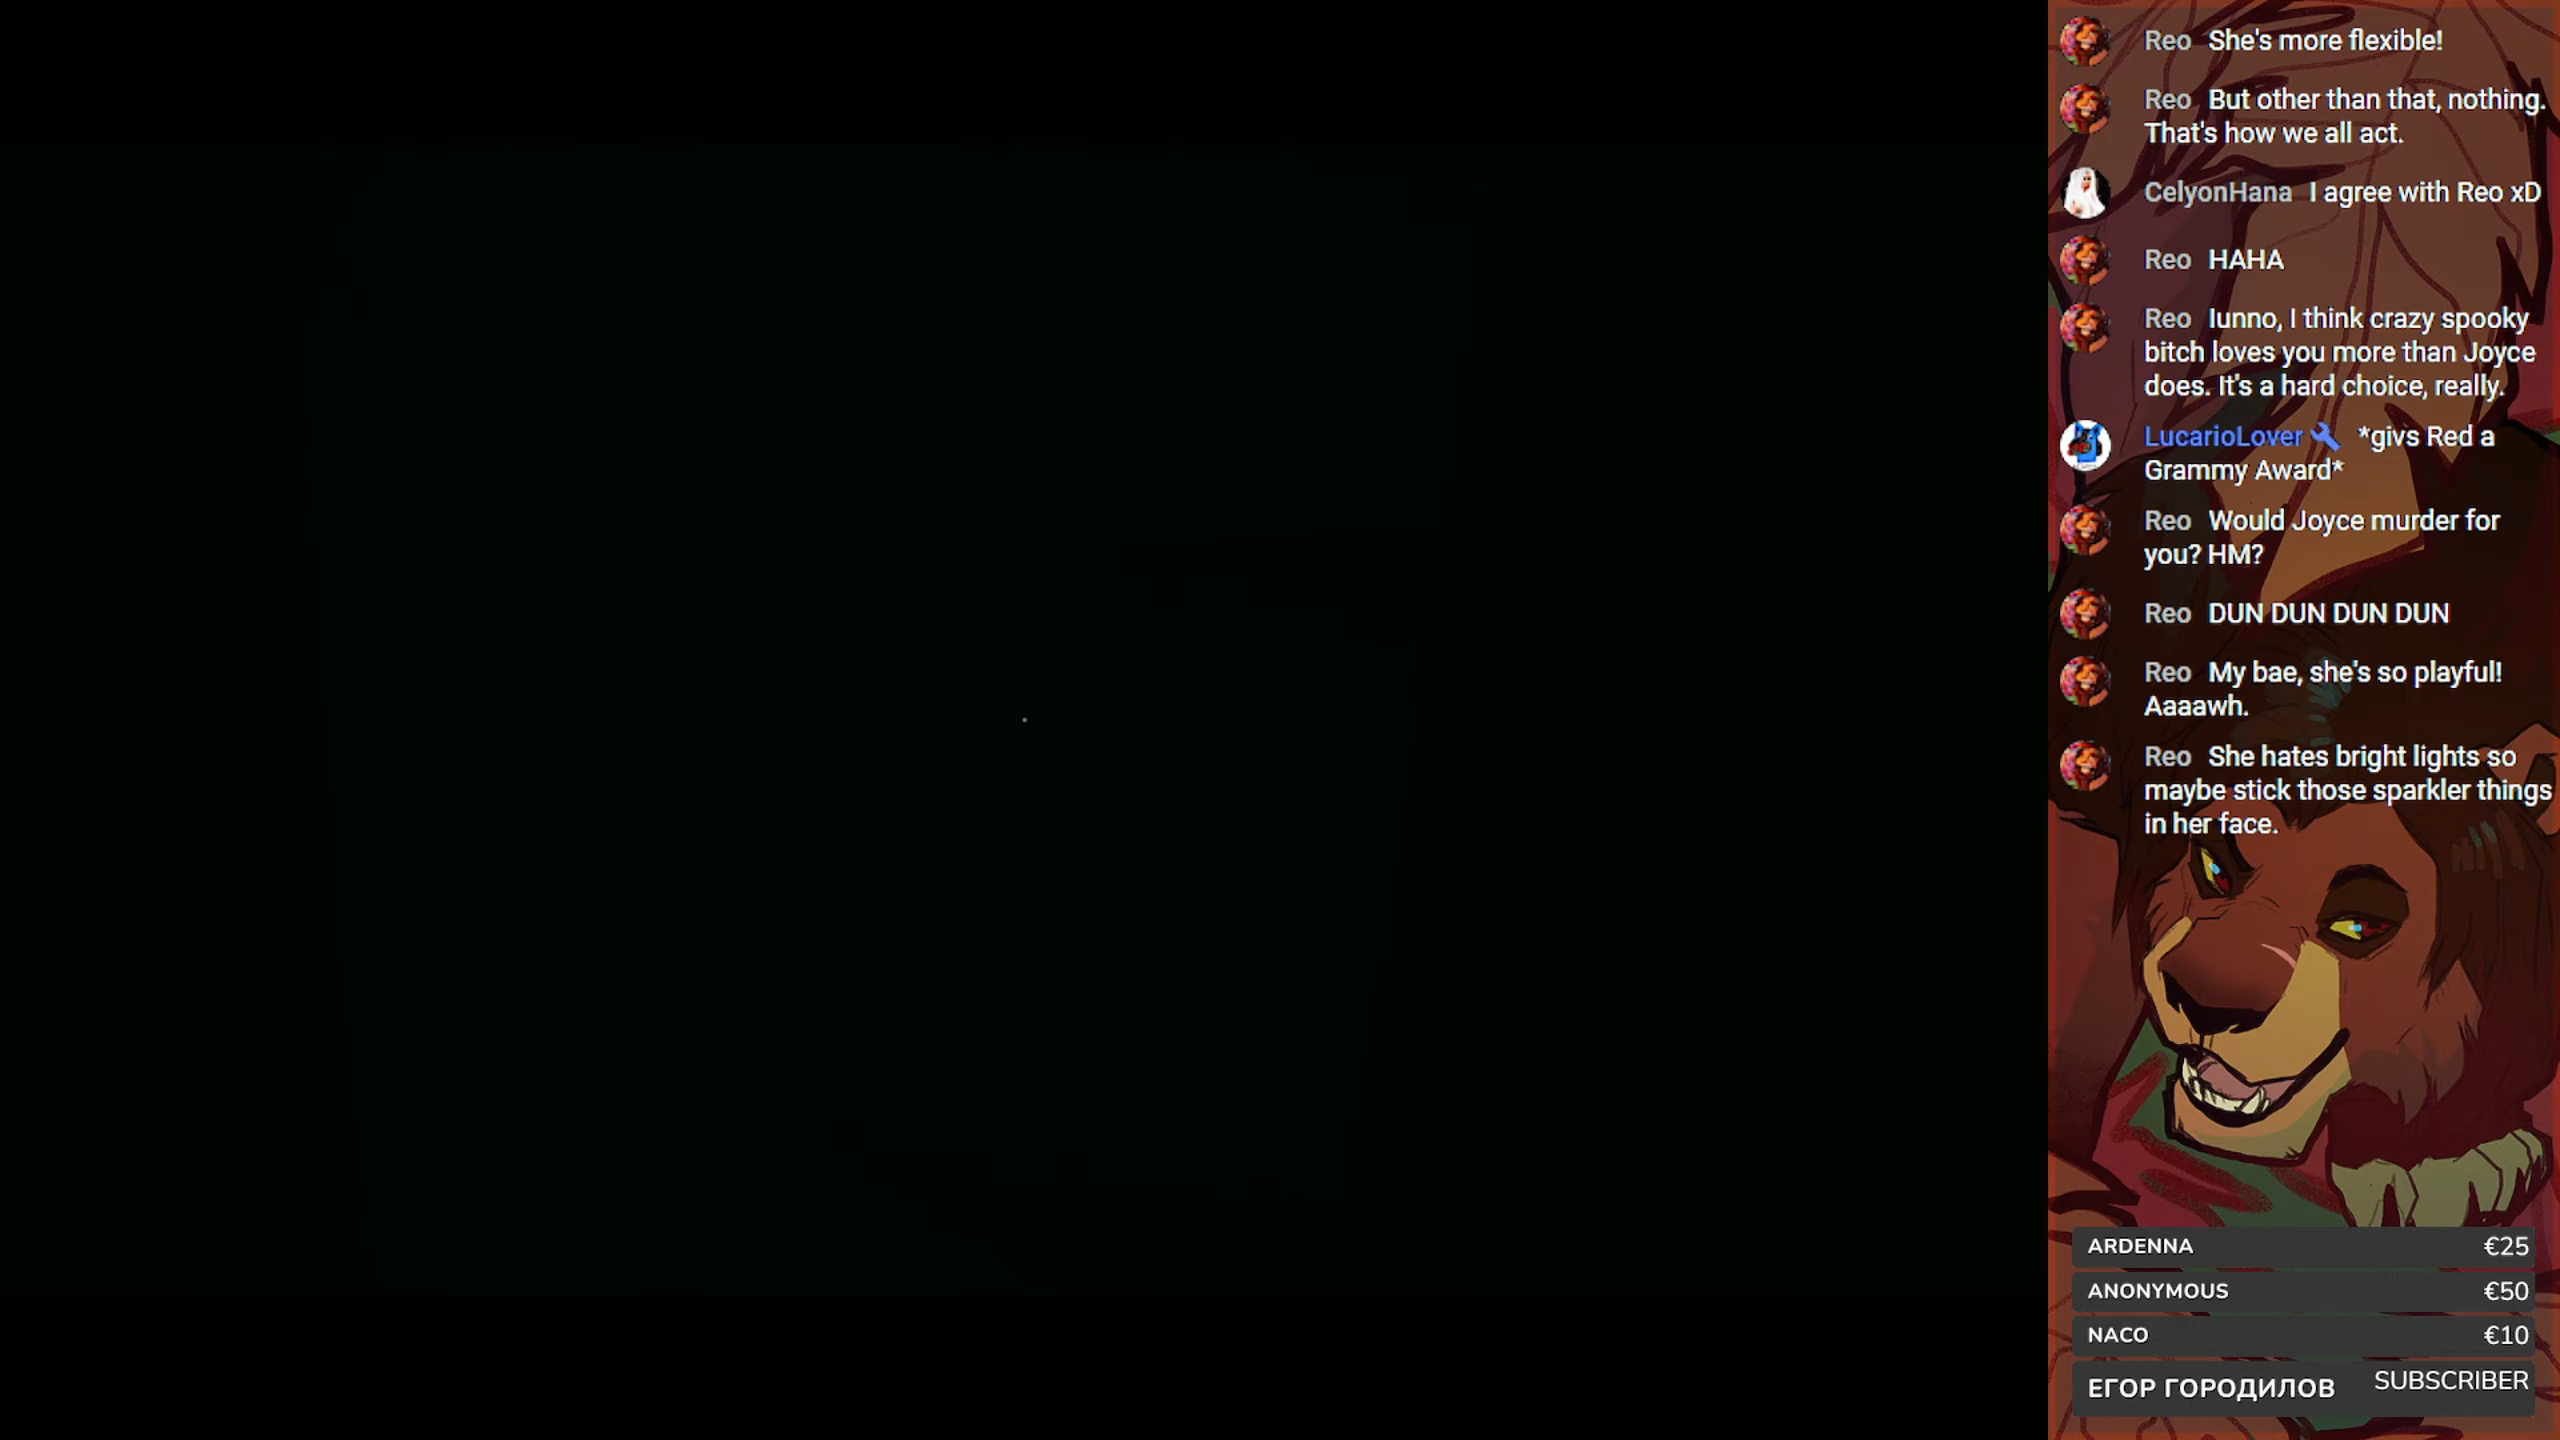 Reo She's more flexible!
Reo But other than that, nothing.
That's how we all act.
CelyonHana I agree with Reo xD
Reo HAHA
Reo Iunno, I think crazy spooky
bitch loves you more than Joyce
does. It's a hard choice, really.
LucarioLover *givs Red a
Grammy Award*
Reo Would Joyce murder for
you? HM?
Reo DUN DUN DUN DUN
Reo My bae, she's so playful!
Aaaawh.
Reo She hates bright lights so
maybe stick those sparkler things
in her face.
ARDENNA €25
ANONYMOUS €50
NACO €10
ЕГОР ГОРОДИЛОВ SUBSCRIBER